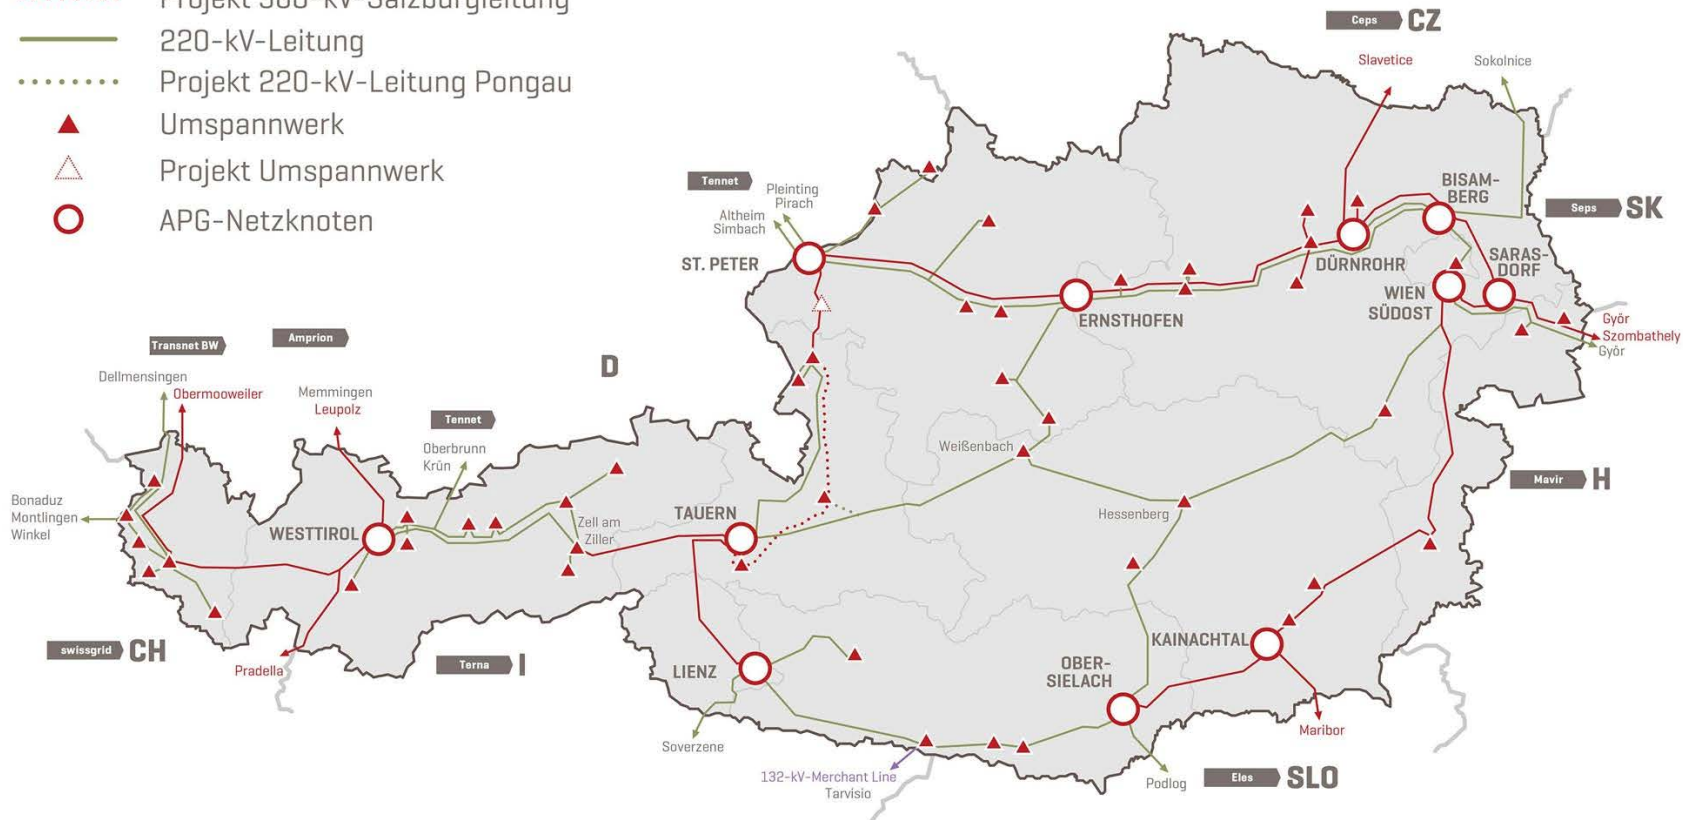 Projekt 380-kV-Salzburgleitung
220-kV-Leitung
Projekt 220-kV-Leitung Pongau
Umspannwerk
Projekt Umspannwerk
APG-Netzknoten
Ceps CZ
Slavetice
Sokolnice
Tennet
Pleinting
Pirach
Altheim
Simbach
ST. PETER
BISAM-
BERG
Seps SK
DÜRNROHR
SARAS-
DORF
WIEN
SÜDOST
ERNSTHOFEN
Györ
Szombathely
Györ
Transnet BW
Amprion
D
Dellmensingen
Obermooweiler
Memmingen
Leupolz
Tennet
Oberbrunn
Krün
Weißenbach
Mavir H
Bonaduz
Montlingen
Winkel
WESTTIROL
Zell am
Ziller
TAUERN
Hessenberg
swissgrid CH
Pradella
Terna I
LIENZ
KAINACHTAL
OBER-
SIELACH
Soverzene
Maribor
132-kV-Merchant Line
Tarvisio
Podlog
Eles SLO